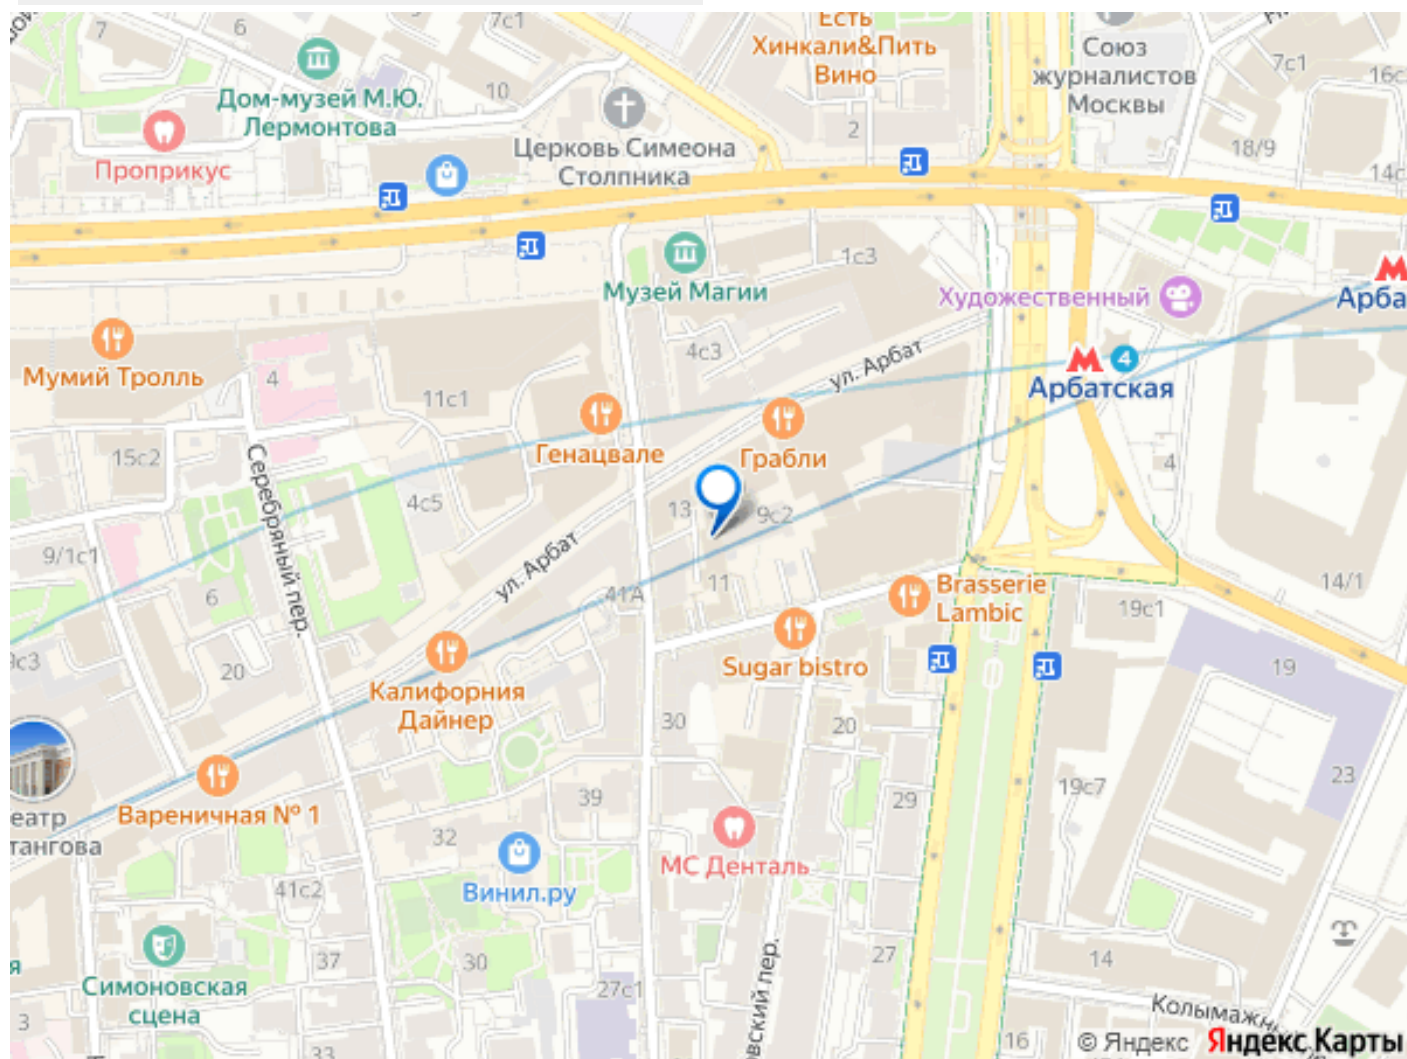 7
6
Дом-музей М.Ю.
Лермонтова
10
Есть
Хинкали&Пить
Вино
Союз
журналистов
Москвы
7с1
16с
Проприкус
Церковь Симеона
Столпника
2
18/9
14с
Музей Магии
1с3
Художественный
Арба
Мумий Тролль
4
4с3
ул. Арбат
4
Арбатская
11с1
Генацвале
Грабли
15с2
Серебряный пер.
4с5
13
9с2
4
9/1с1
ул. Арбат
6
41А
11
Brasserie
Lambic
19с1
14/1
9с3
20
Калифорния
Дайнер
Sugar bistro
19
30
20
Вареничная № 1
еатр
тангова
39
32
29
19с7
23
МС Денталь
Винил.ру
41с2
Симоновская
сцена
37
30
27с1
27
14
я
3
33
вский пер.
16
Колымажн
© Яндекс Яндекс Карты